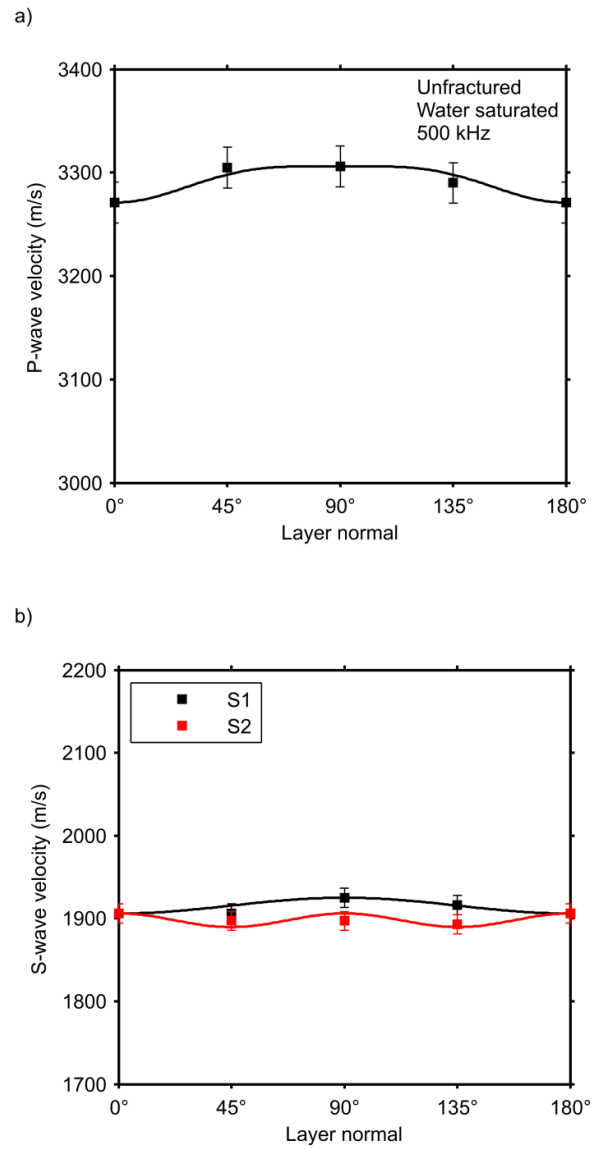 a)
3400
Unfractured
Water saturated
500 kHz
3300
3200
3100
3000
P-wave velocity (m/s)
0° 45° 90° 135° 180°
Layer normal
b)
2200
S1
S2
2100
2000
1900
1800
1700
S-wave velocity (m/s)
0° 45° 90° 135° 180°
Layer normal